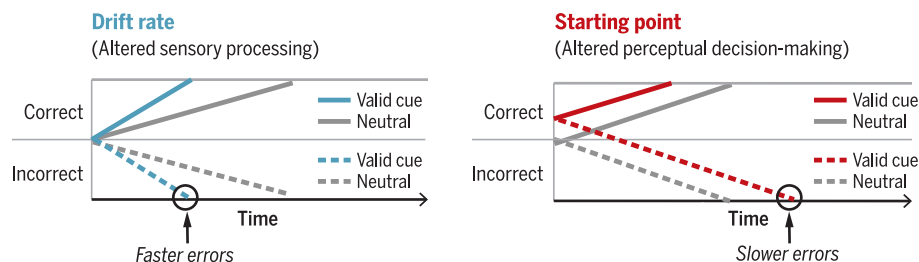 Drift rate
(Altered sensory processing)
Correct
Incorrect
Valid cue
Neutral
Valid cue
Neutral
Time
Faster errors
Starting point
(Altered perceptual decision-making)
Correct
Incorrect
Valid cue
Neutral
Valid cue
Neutral
Time
Slower errors